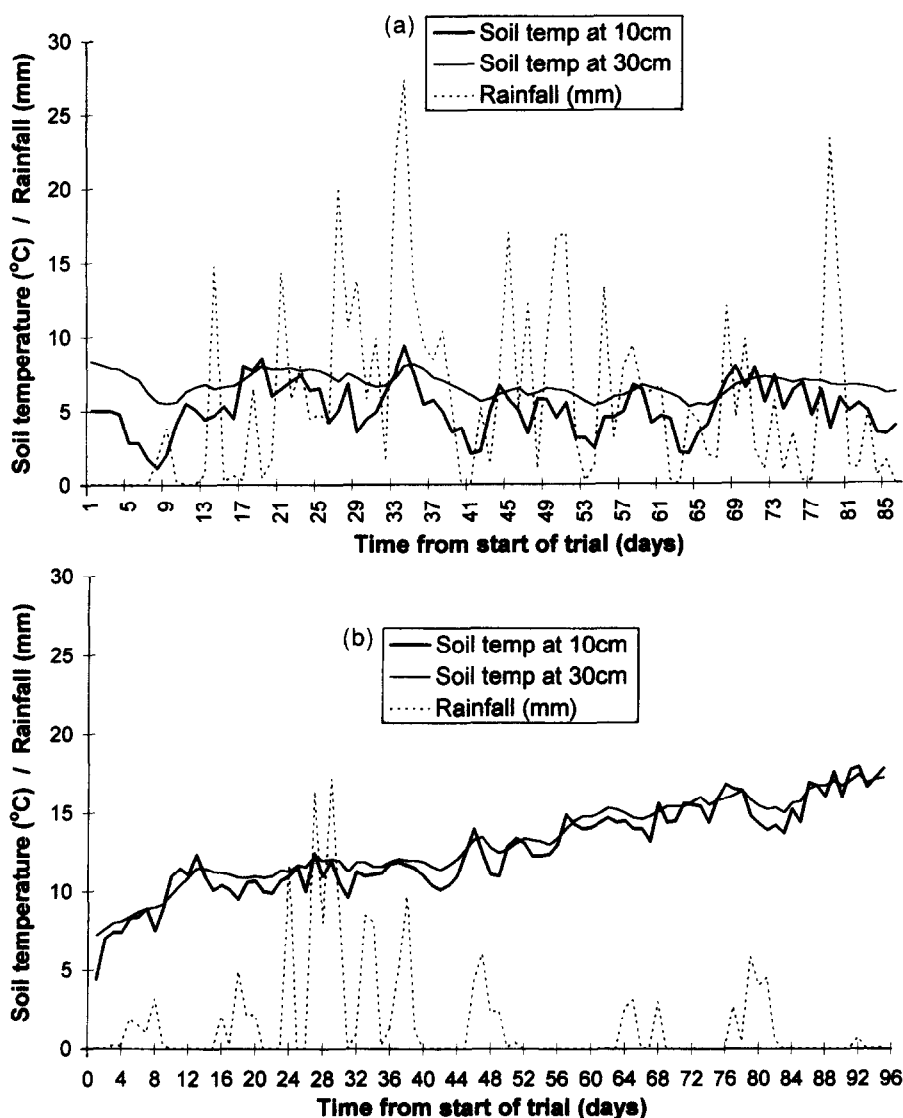 (a)
Soil temp at 10cm
Soil temp at 30cm
Rainfall (mm)
Soil temperature (°C) / Rainfall (mm)
30
25
20
15
10
5
0
1 5 9 13 17 21 25 29 33 37 41 45 49 53 57 61 65 69 73 77 81 85
Time from start of trial (days)
(b)
Soil temp at 10cm
Soil temp at 30cm
Rainfall (mm)
Soil temperature (°C) / Rainfall (mm)
30
25
20
15
10
5
0
0 4 8 12 16 20 24 28 32 36 40 44 48 52 56 60 64 68 72 76 80 84 88 92 96
Time from start of trial (days)